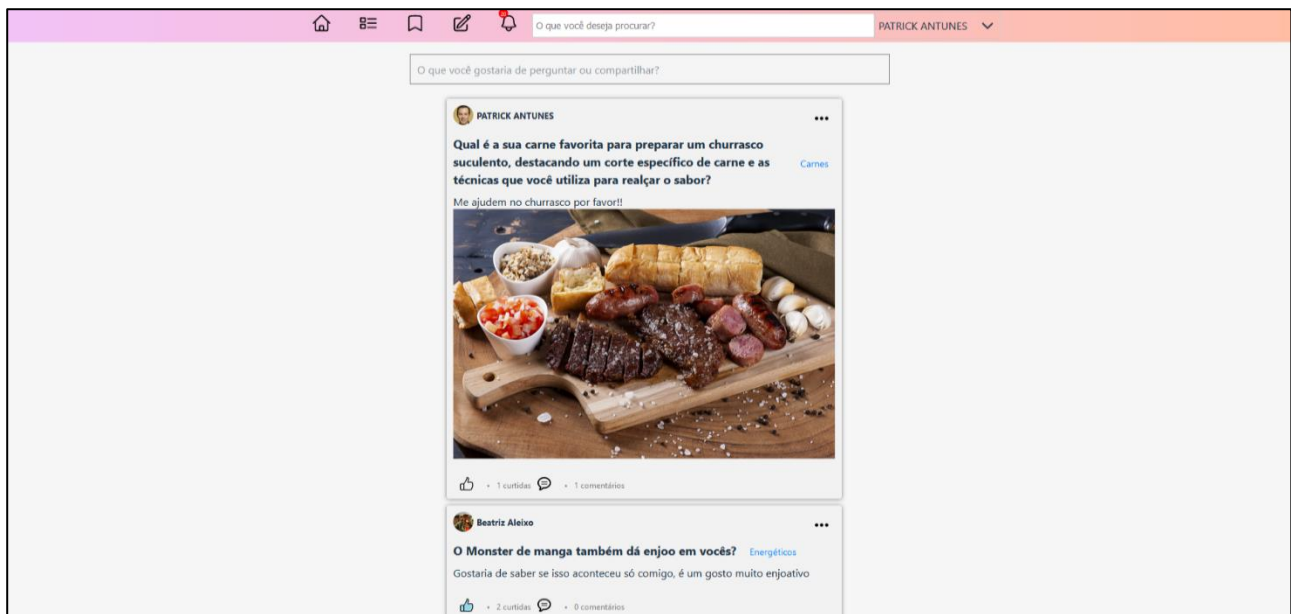 O que você deseja procurar?
PATRICK ANTUNES
O que você gostaria de perguntar ou compartilhar?
PATRICK ANTUNES
Qual é a sua carne favorita para preparar um churrasco
suculento, destacando um corte específico de carne e as
técnicas que você utiliza para realçar o sabor?
Carnes
Me ajudem no churrasco por favor!!
• 1 curtidas • 1 comentários
Beatriz Aleixo
O Monster de manga também dá enjoo em vocês? Energéticos
Gostaria de saber se isso aconteceu só comigo, é um gosto muito enjoativo
• 2 curtidas • 0 comentários